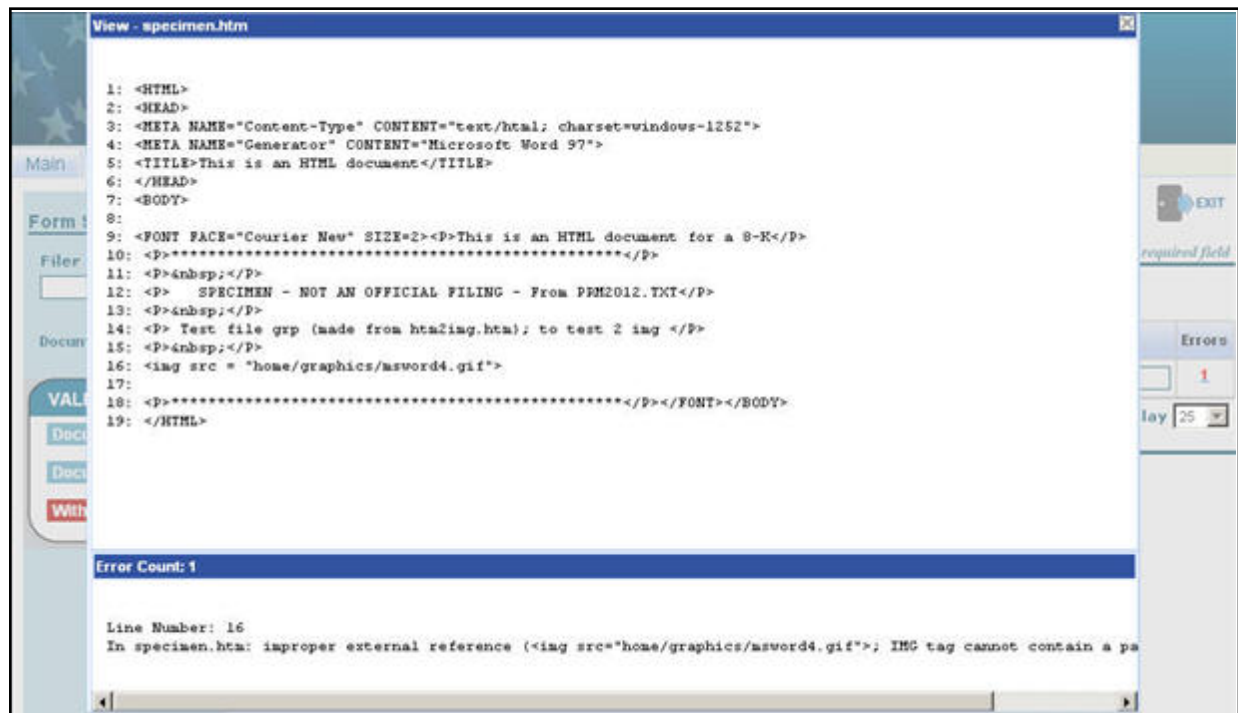 View - specimen.htm
1: <HTML>
2: <HEAD>
3: <META NAME="Content-Type" CONTENT="text/html; charset=windows-1252">
4: <META NAME="Generator" CONTENT="Microsoft Word 97">
5: <TITLE>This is an HTML document</TITLE>
6: </HEAD>
7: <BODY>
8:
9: <FONT FACE="Courier New" SIZE=2><P>This is an HTML document for a 8-K</P>
10: <P>**************************************************</P>
11: <P>&nbsp;</P>
12: <P>   SPECIMEN - NOT AN OFFICIAL FILING - From PRM2012.TXT</P>
13: <P>&nbsp;</P>
14: <P> Test file grp (made from htm2img.htm); to test 2 img </P>
15: <P>&nbsp;</P>
16: <img src = "home/graphics/msword4.gif">
17:
18: <P>**************************************************</P></FONT></BODY>
19: </HTML>
Main
Form S
Filer
Docum
VALI
Docu
Docu
With
EXIT
required field
Errors
1
lay 25
Error Count: 1
Line Number: 16
In specimen.htm: improper external reference (<img src="home/graphics/msword4.gif">; IMG tag cannot contain a pa